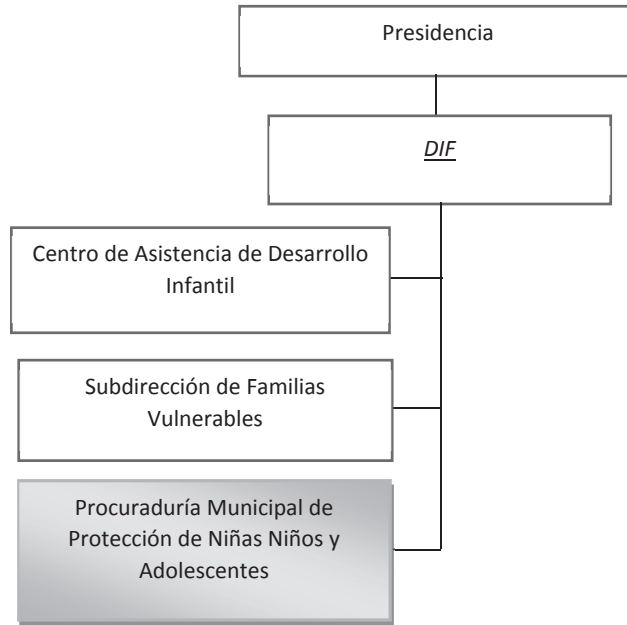 Presidencia
DIF
Centro de Asistencia de Desarrollo
Infantil
Subdirección de Familias
Vulnerables
Procuraduría Municipal de
Protección de Niñas Niños y
Adolescentes